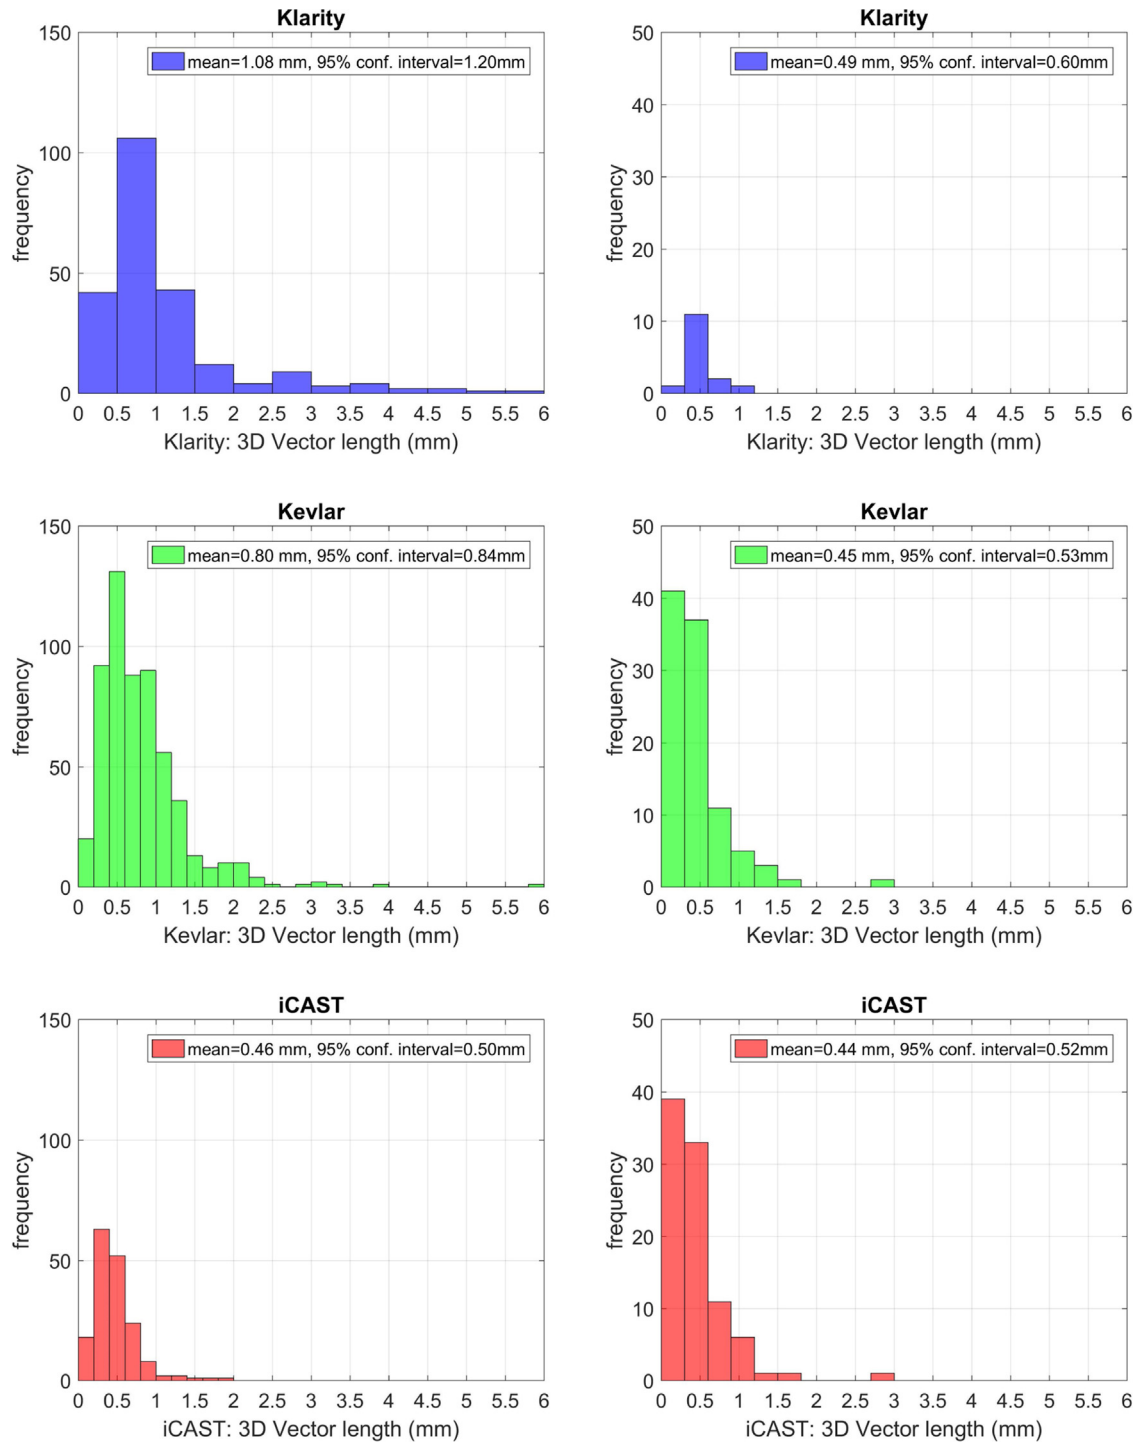 Klarity
150
mean=1.08 mm, 95% conf. interval=1.20mm
100
50
0
frequency
0 0.5 1 1.5 2 2.5 3 3.5 4 4.5 5 5.5 6
Klarity: 3D Vector length (mm)
Klarity
50
mean=0.49 mm, 95% conf. interval=0.60mm
40
30
20
10
0
frequency
0 0.5 1 1.5 2 2.5 3 3.5 4 4.5 5 5.5 6
Klarity: 3D Vector length (mm)
Kevlar
150
mean=0.80 mm, 95% conf. interval=0.84mm
100
50
0
frequency
0 0.5 1 1.5 2 2.5 3 3.5 4 4.5 5 5.5 6
Kevlar: 3D Vector length (mm)
Kevlar
50
mean=0.45 mm, 95% conf. interval=0.53mm
40
30
20
10
0
frequency
0 0.5 1 1.5 2 2.5 3 3.5 4 4.5 5 5.5 6
Kevlar: 3D Vector length (mm)
iCAST
150
mean=0.46 mm, 95% conf. interval=0.50mm
100
50
0
frequency
0 0.5 1 1.5 2 2.5 3 3.5 4 4.5 5 5.5 6
iCAST: 3D Vector length (mm)
iCAST
50
mean=0.44 mm, 95% conf. interval=0.52mm
40
30
20
10
0
frequency
0 0.5 1 1.5 2 2.5 3 3.5 4 4.5 5 5.5 6
iCAST: 3D Vector length (mm)